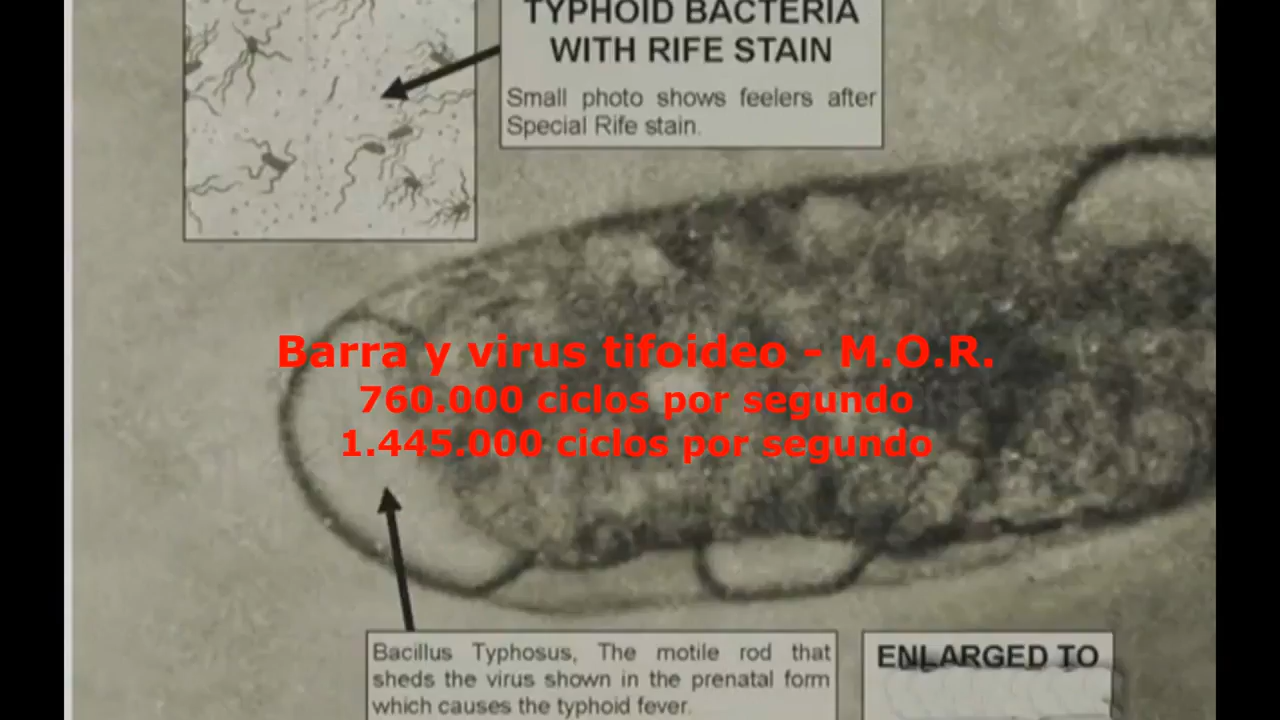 TYPHOID BACTERIA
WITH RIFE STAIN
Small photo shows feelers after
Special Rife stain.
Barra y virus tifoideo - M.O.R.
760.000 ciclos por segundo
1.445.000 ciclos por segundo
Bacillus Typhosus, The motile rod that
sheds the virus shown in the prenatal form
which causes the typhoid fever.
ENLARGED TO